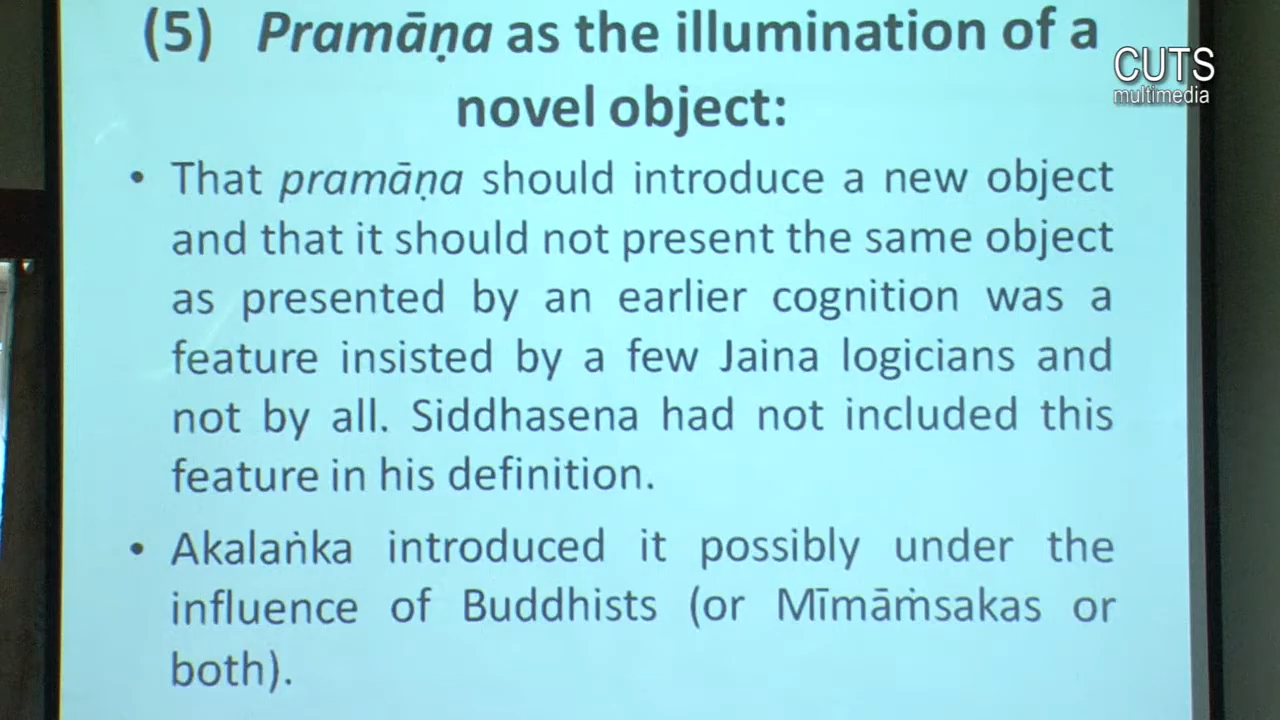 (5) Pramāṇa as the illumination of a
novel object:
CUTS
multimedia
• That pramāṇa should introduce a new object
and that it should not present the same object
as presented by an earlier cognition was a
feature insisted by a few Jaina logicians and
not by all. Siddhasena had not included this
feature in his definition.
• Akalaṅka introduced it possibly under the
influence of Buddhists (or Mīmāṁsakas or
both).